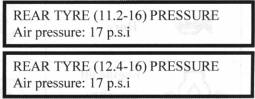 REAR TYRE (11.2-16) PRESSURE
Air pressure: 17 p.s.i
REAR TYRE (12.4-16) PRESSURE
Air pressure: 17 p.s.i